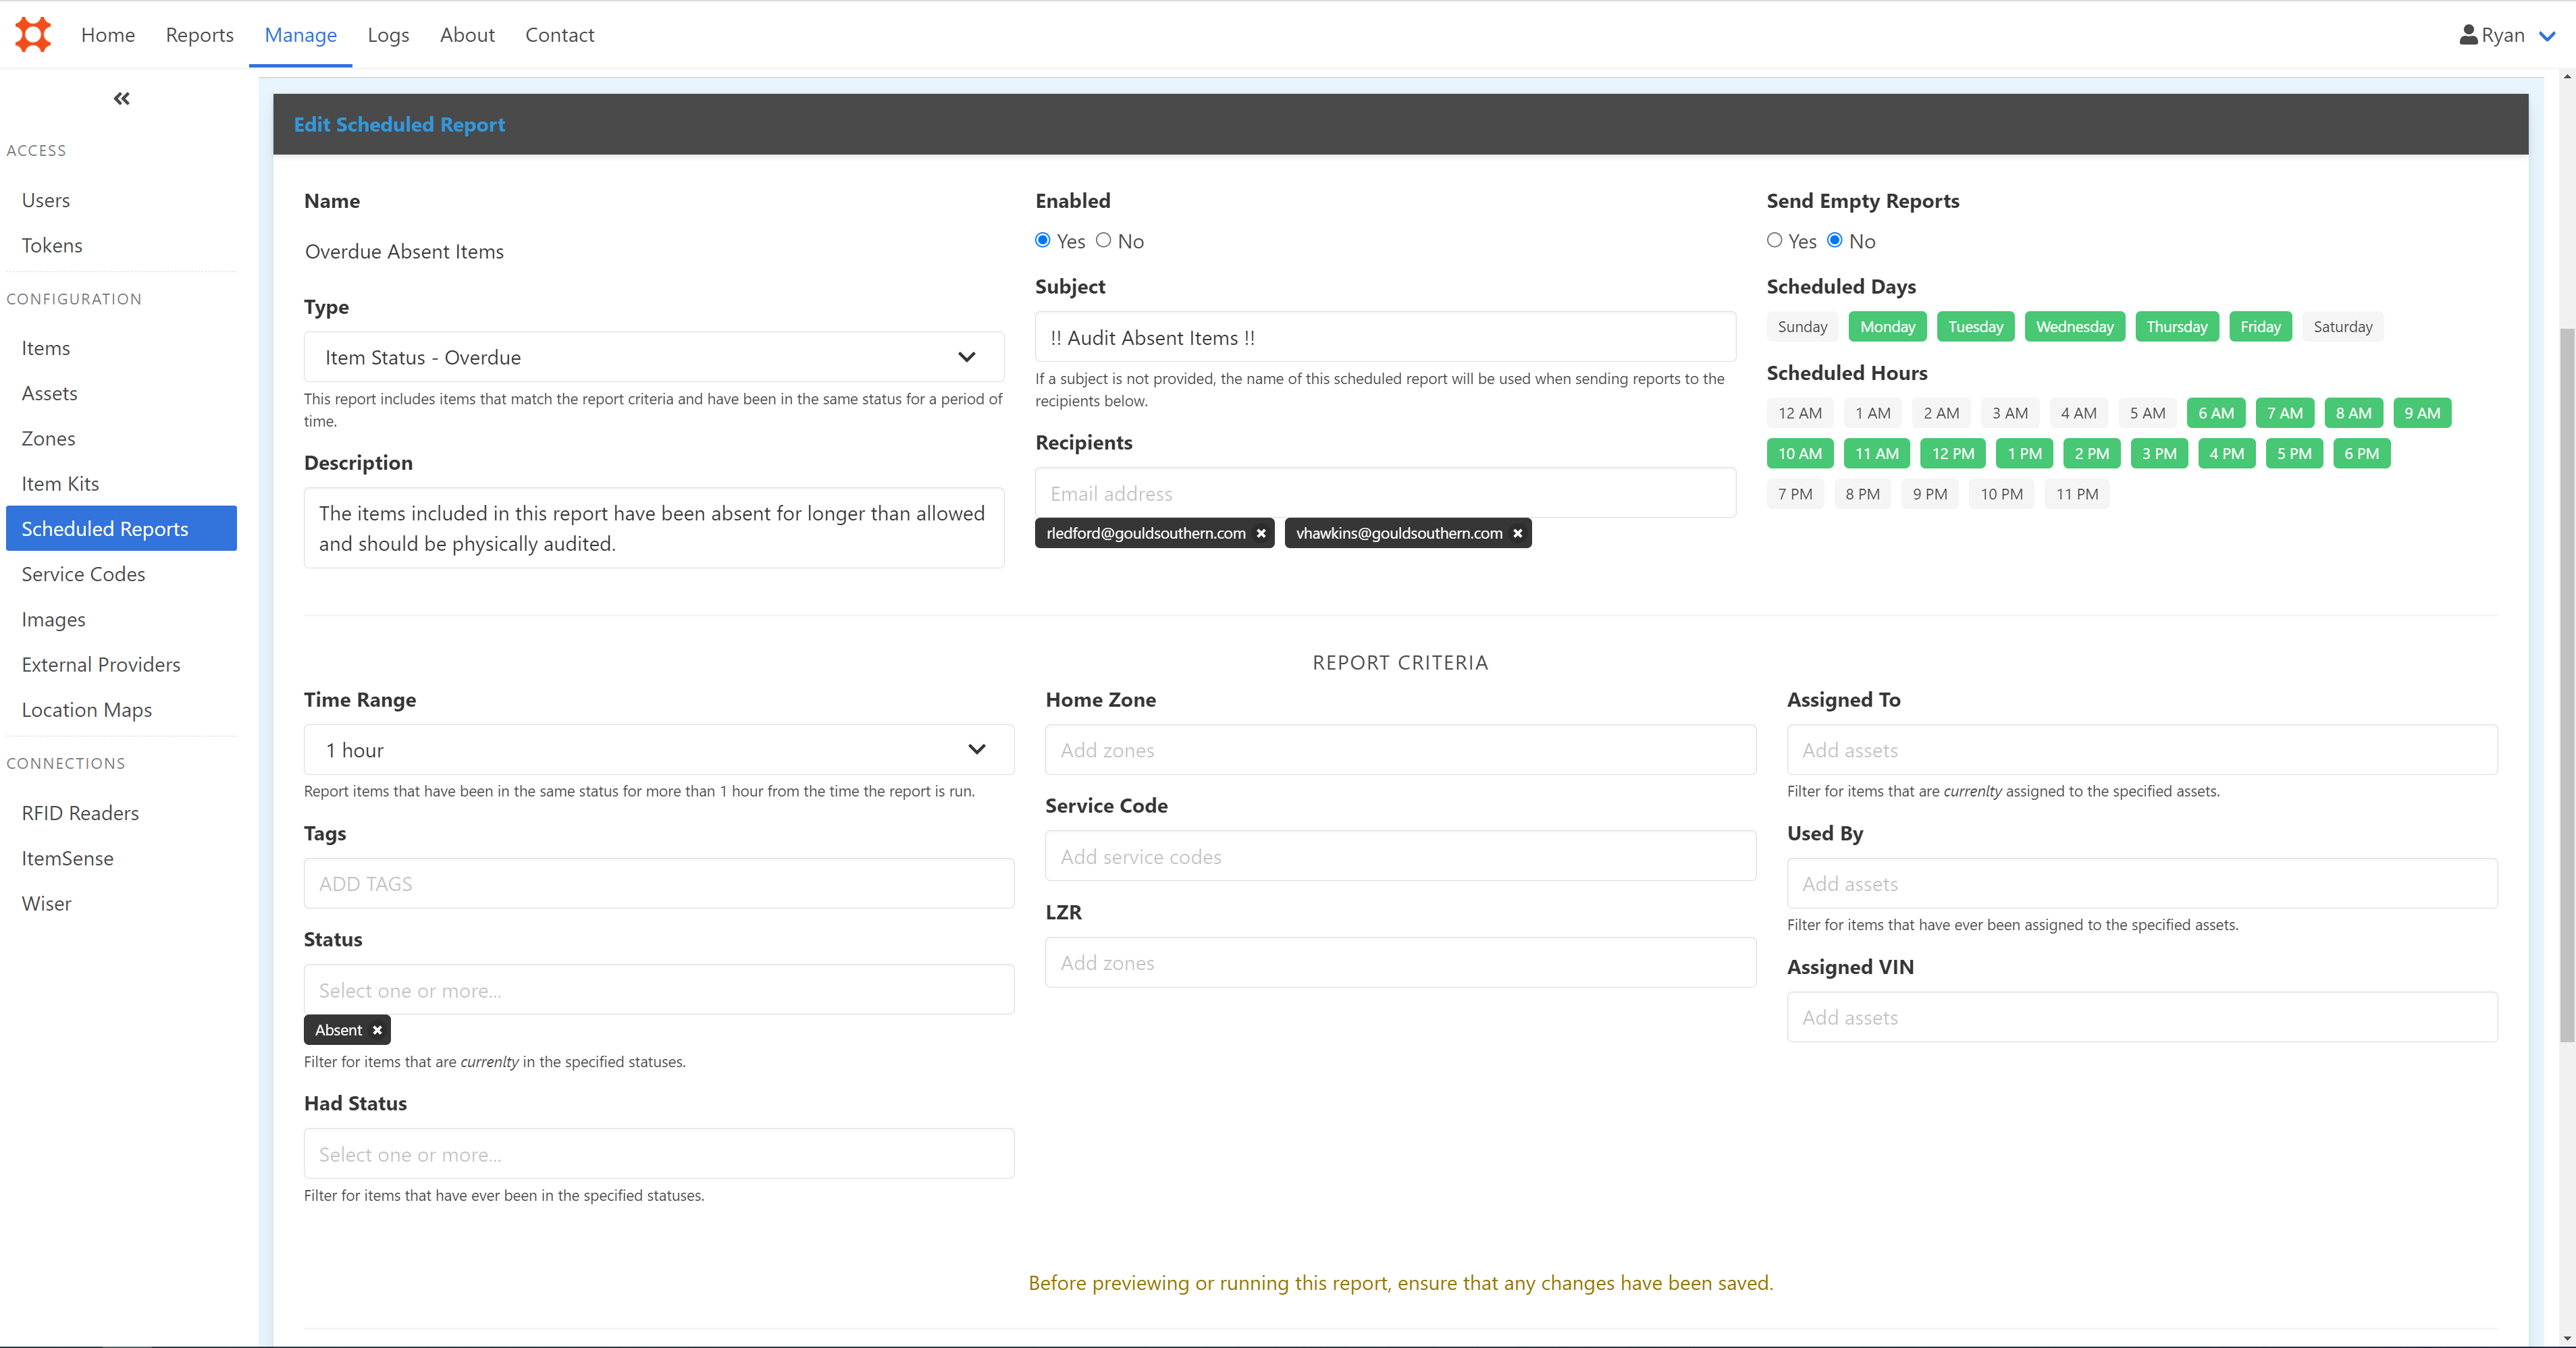 Home Reports Manage Logs About Contact Ryan
ACCESS
Users
Tokens
CONFIGURATION
Items
Assets
Zones
Item Kits
Scheduled Reports
Service Codes
Images
External Providers
Location Maps
CONNECTIONS
RFID Readers
ItemSense
Wiser
Edit Scheduled Report
Name
Overdue Absent Items
Type
Item Status - Overdue
This report includes items that match the report criteria and have been in the same status for a period of
time.
Description
The items included in this report have been absent for longer than allowed
and should be physically audited.
Enabled
Yes No
Subject
!! Audit Absent Items !!
If a subject is not provided, the name of this scheduled report will be used when sending reports to the
recipients below.
Recipients
Email address
rledford@gouldsouthern.com vhawkins@gouldsouthern.com
Send Empty Reports
Yes No
Scheduled Days
Sunday Monday Tuesday Wednesday Thursday Friday Saturday
Scheduled Hours
12 AM 1 AM 2 AM 3 AM 4 AM 5 AM 6 AM 7 AM 8 AM 9 AM
10 AM 11 AM 12 PM 1 PM 2 PM 3 PM 4 PM 5 PM 6 PM
7 PM 8 PM 9 PM 10 PM 11 PM
REPORT CRITERIA
Time Range
1 hour
Report items that have been in the same status for more than 1 hour from the time the report is run.
Tags
ADD TAGS
Status
Select one or more...
Absent
Filter for items that are currenlty in the specified statuses.
Had Status
Select one or more...
Filter for items that have ever been in the specified statuses.
Home Zone
Add zones
Service Code
Add service codes
LZR
Add zones
Assigned To
Add assets
Filter for items that are currenlty assigned to the specified assets.
Used By
Add assets
Filter for items that have ever been assigned to the specified assets.
Assigned VIN
Add assets
Before previewing or running this report, ensure that any changes have been saved.